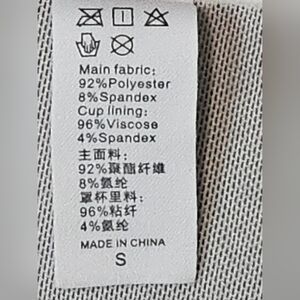 Main fabric:
92%Polyester
8%Spandex
Cup lining:
96%Viscose
4%Spandex
主面料:
92%聚酯纤维
8%氨纶
罩杯里料:
96%粘纤
4%氨纶
MADE IN CHINA
S